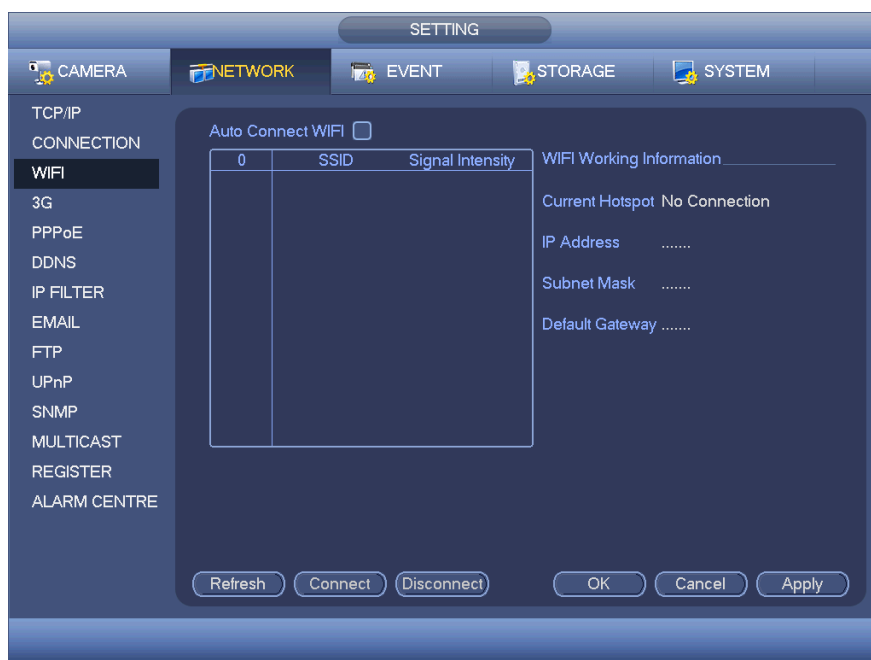 SETTING
CAMERA NETWORK EVENT STORAGE SYSTEM
TCP/IP
CONNECTION
WIFI
3G
PPPoE
DDNS
IP FILTER
EMAIL
FTP
UPnP
SNMP
MULTICAST
REGISTER
ALARM CENTRE
Auto Connect WIFI
0 SSID Signal Intensity
WIFI Working Information
Current Hotspot No Connection
IP Address .......
Subnet Mask .......
Default Gateway .......
Refresh Connect Disconnect OK Cancel Apply